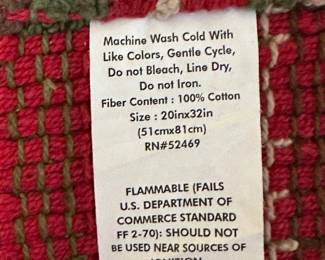 Machine Wash Cold With
Like Colors, Gentle Cycle,
Do not Bleach, Line Dry,
Do not Iron.
Fiber Content : 100% Cotton
Size : 20inx32in
(51cmx81cm)
RN#52469
FLAMMABLE (FAILS
U.S. DEPARTMENT OF
COMMERCE STANDARD
FF 2-70): SHOULD NOT
BE USED NEAR SOURCES OF